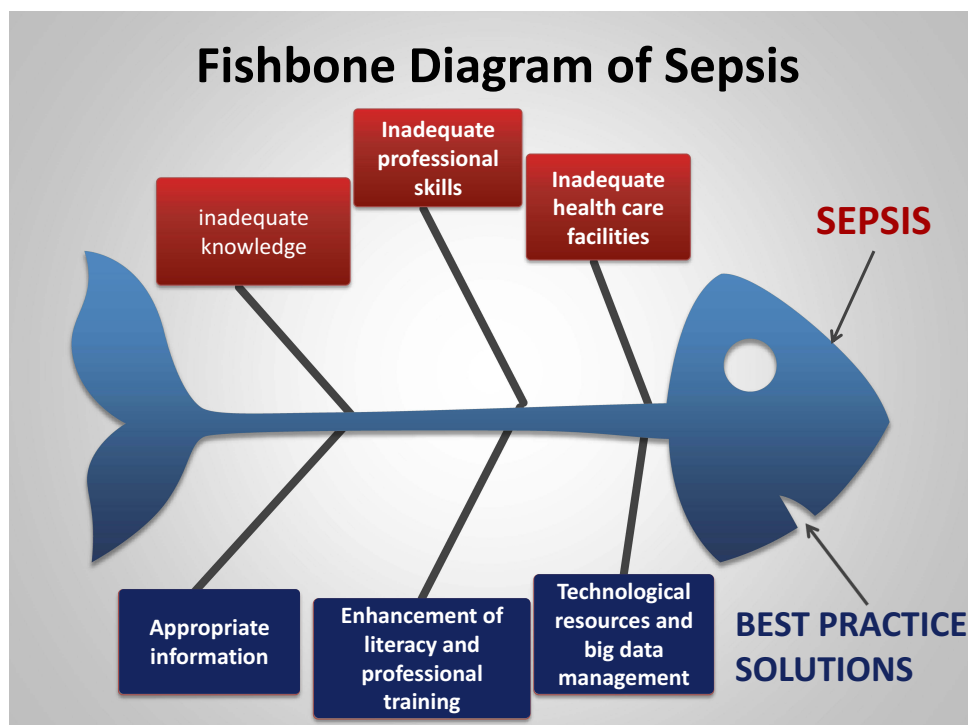 Fishbone Diagram of Sepsis
inadequate
knowledge
Inadequate
professional
skills
Inadequate
health care
facilities
SEPSIS
Appropriate
information
Enhancement of
literacy and
professional
training
Technological
resources and
big data
management
BEST PRACTICE
SOLUTIONS